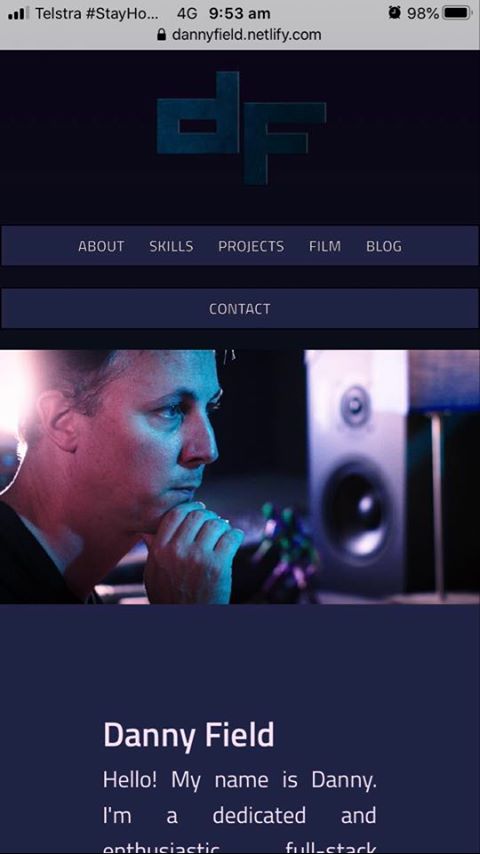 Telstra #StayHo... 4G 9:53 am 98%
dannyfield.netlify.com
dF
ABOUT SKILLS PROJECTS FILM BLOG
CONTACT
Danny Field
Hello! My name is Danny.
I'm a dedicated and
enthusiastic full-stack